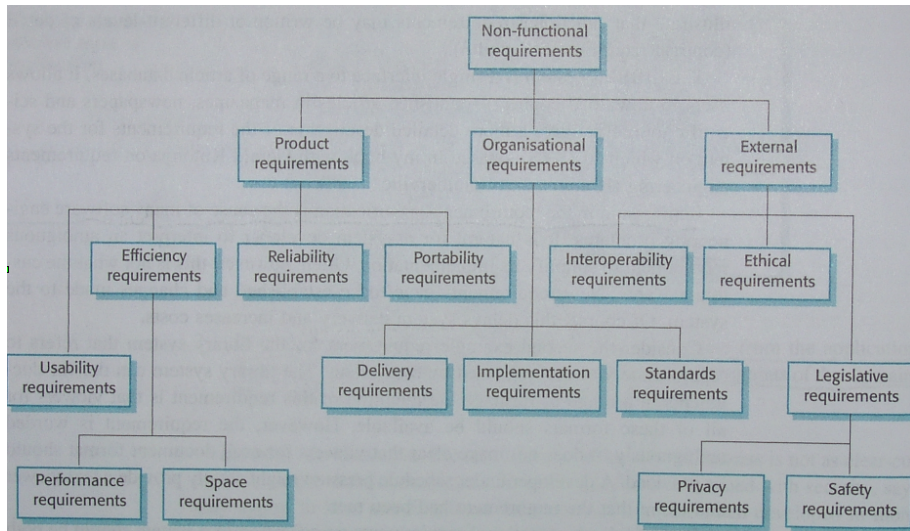 Non-functional
requirements
Product
requirements
Organisational
requirements
External
requirements
Efficiency
requirements
Reliability
requirements
Portability
requirements
Interoperability
requirements
Ethical
requirements
Usability
requirements
Delivery
requirements
Implementation
requirements
Standards
requirements
Legislative
requirements
Performance
requirements
Space
requirements
Privacy
requirements
Safety
requirements